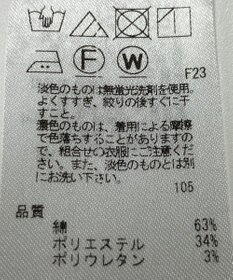 F
W
F23
淡色のものは無蛍光洗剤を使用。
よくすすぎ、絞りの後すぐに干
すこと。
濃色のものは、着用による摩擦
で色落ちすることがありますの
で、組合せの衣服にご注意くださ
い。また、淡色のものとは別
にお洗い下さい。
105
品質
綿 63%
ポリエステル 34%
ポリウレタン 3%